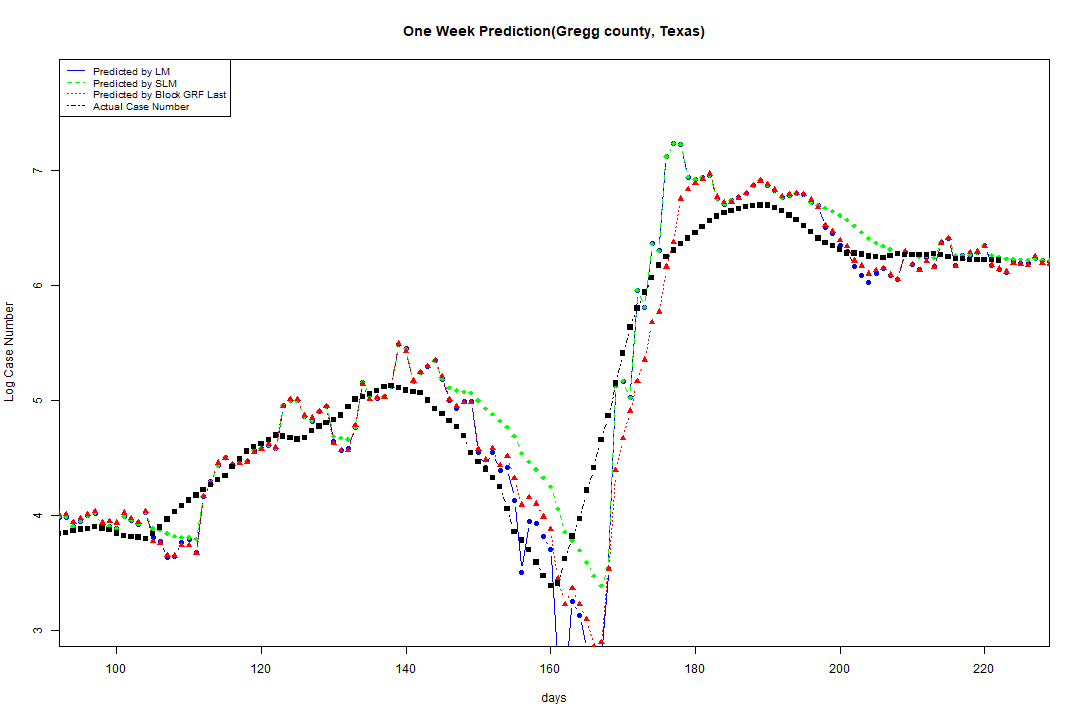 One Week Prediction(Gregg county, Texas)
Predicted by LM
Predicted by SLM
Predicted by Block GRF Last
Actual Case Number
Log Case Number
7
6
5
4
3
100 120 140 160 180 200 220
days